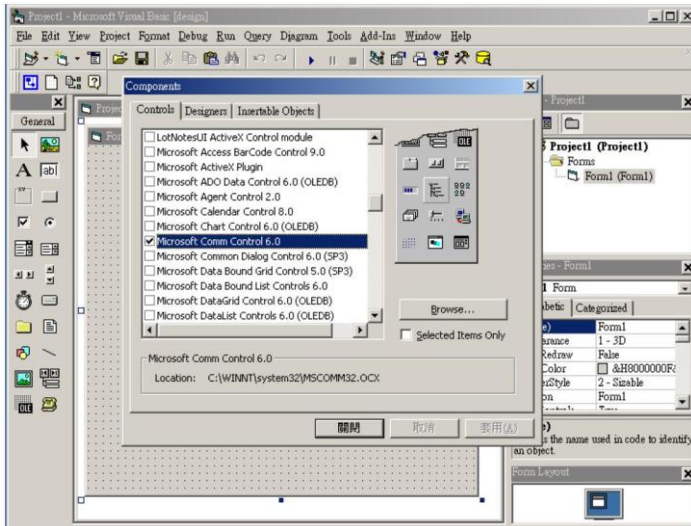 Project1 - Microsoft Visual Basic [design]
File Edit View Project Format Debug Run Query Diagram Tools Add-Ins Window Help
General
Components
Controls Designers Insertable Objects
LotNotesUI ActiveX Control module
Microsoft Access BarCode Control 9.0
Microsoft ActiveX Plugin
Microsoft ADO Data Control 6.0 (OLEDB)
Microsoft Agent Control 2.0
Microsoft Calendar Control 8.0
Microsoft Chart Control 6.0 (OLEDB)
Microsoft Comm Control 6.0
Microsoft Common Dialog Control 6.0 (SP3)
Microsoft Data Bound Grid Control 5.0 (SP3)
Microsoft Data Bound List Controls 6.0
Microsoft DataGrid Control 6.0 (OLEDB)
Microsoft DataList Controls 6.0 (OLEDB)
Browse...
Selected Items Only
Microsoft Comm Control 6.0
Location: C:\WINNT\system32\MSCOMM32.OCX
關閉 取消 套用(A)
- Project1
Project1 (Project1)
Forms
Form1 (Form1)
- Form1
Form
Categorized
Form1
1 - 3D
False
&H8000000F&
2 - Sizable
Form1
True
s the name used in code to identify
an object.
Form Layout